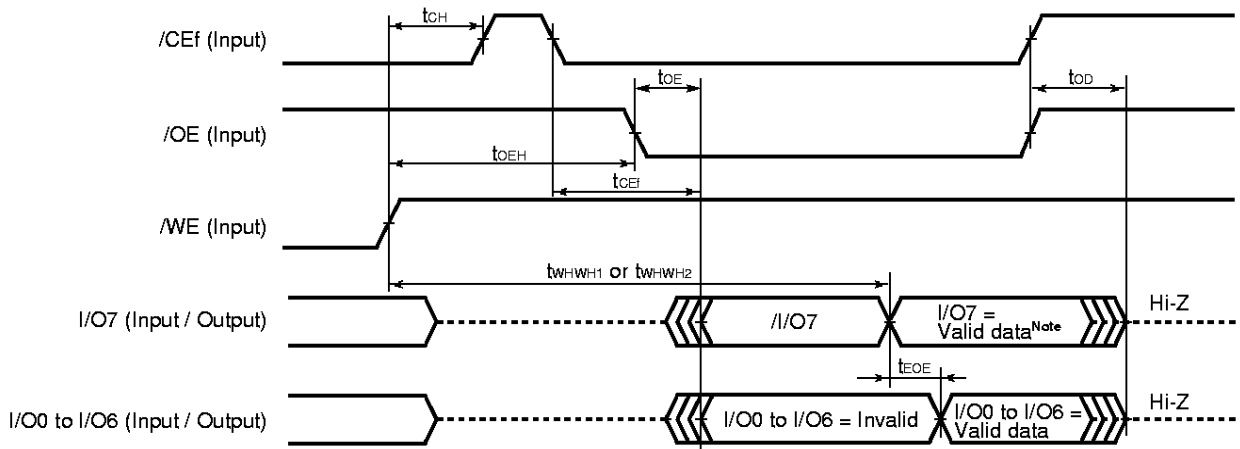 tCH
/CEf (Input)
tOE
tOD
/OE (Input)
tOEH
tCEf
/WE (Input)
tWHWH1 or tWHWH2
I/O7 (Input / Output)
/I/O7
I/O7 =
Valid dataNote
Hi-Z
tEOE
I/O0 to I/O6 (Input / Output)
I/O0 to I/O6 = Invalid
I/O0 to I/O6 =
Valid data
Hi-Z